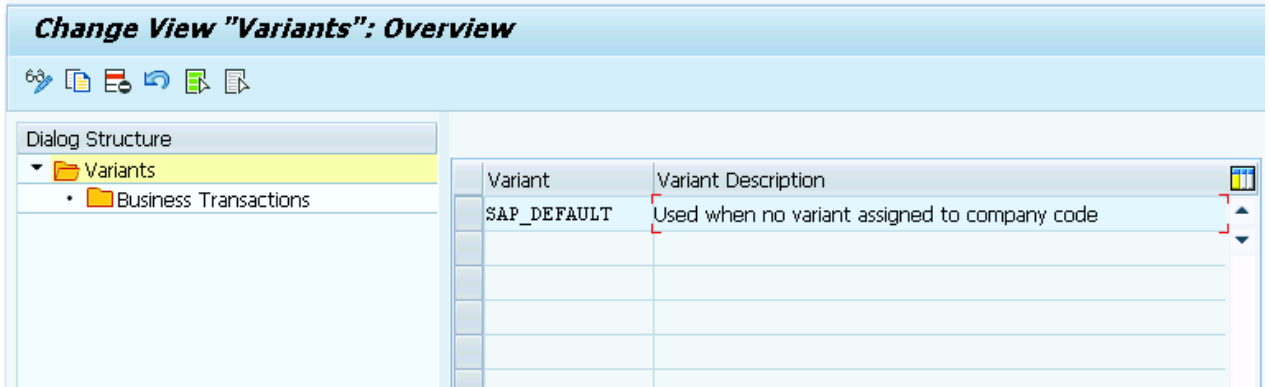 Change View "Variants": Overview
Dialog Structure
Variants
Business Transactions
Variant Variant Description
SAP_DEFAULT Used when no variant assigned to company code